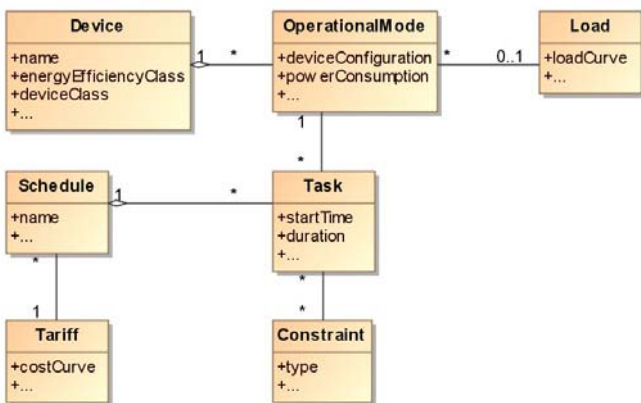 Device
+name
+energyEfficiencyClass
+deviceClass
+...
1
*
OperationalMode
+deviceConfiguration
+powerConsumption
+...
*
0..1
Load
+loadCurve
+...
1
*
Schedule
+name
+...
1
*
Task
+startTime
+duration
+...
*
1
Tariff
+costCurve
+...
*
*
Constraint
+type
+...